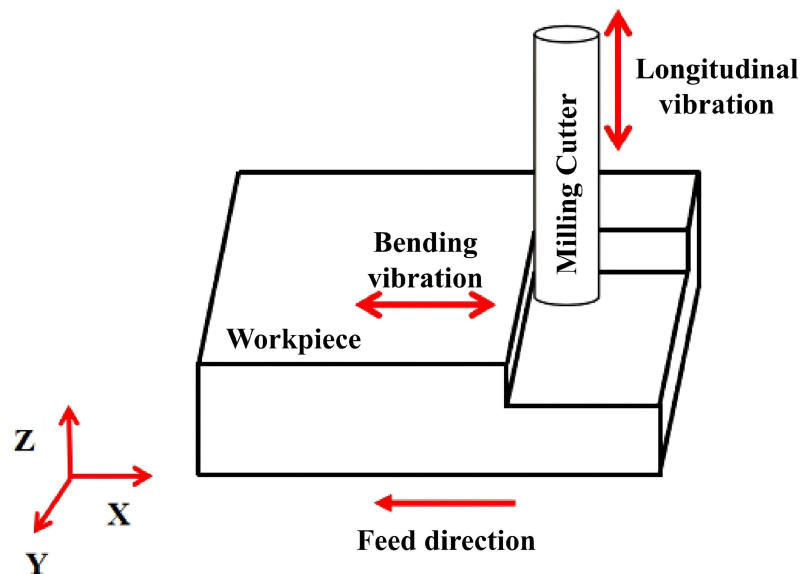 Longitudinal
vibration
Milling Cutter
Bending
vibration
Workpiece
Z
X
Y
Feed direction